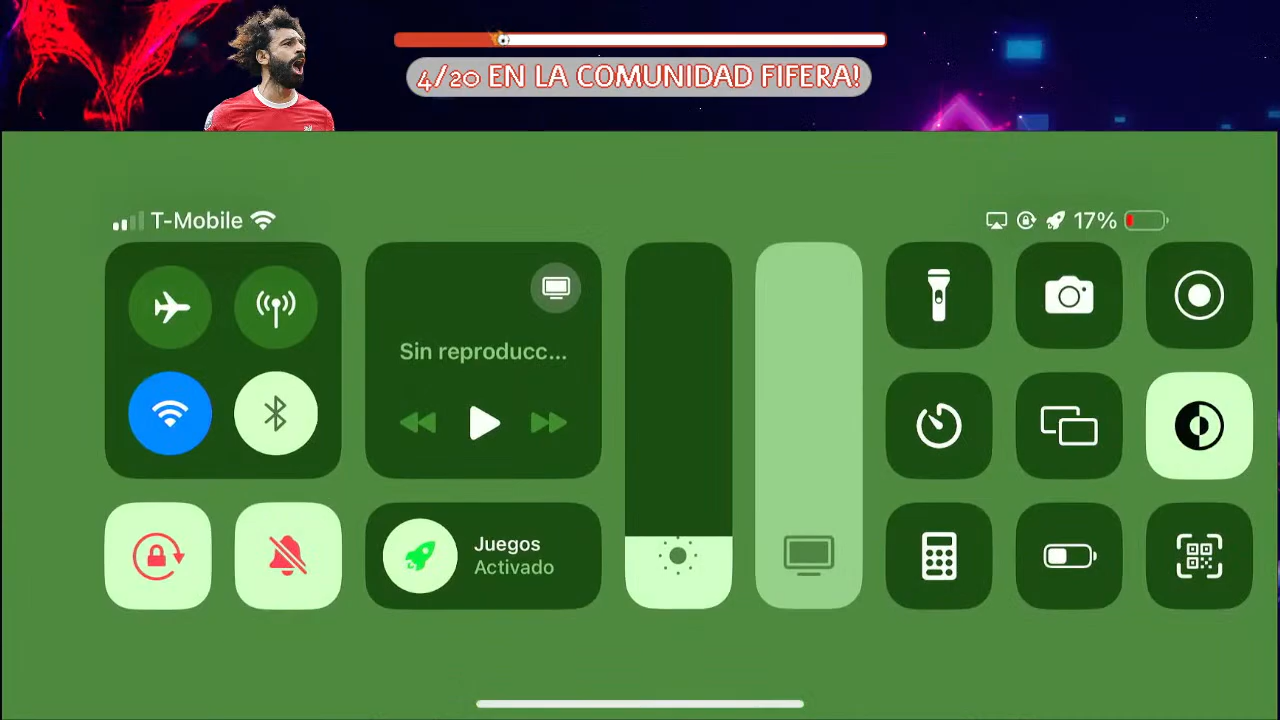 4/20 EN LA COMUNIDAD FIFERA!
T-Mobile
17%
Sin reproducc...
Juegos
Activado